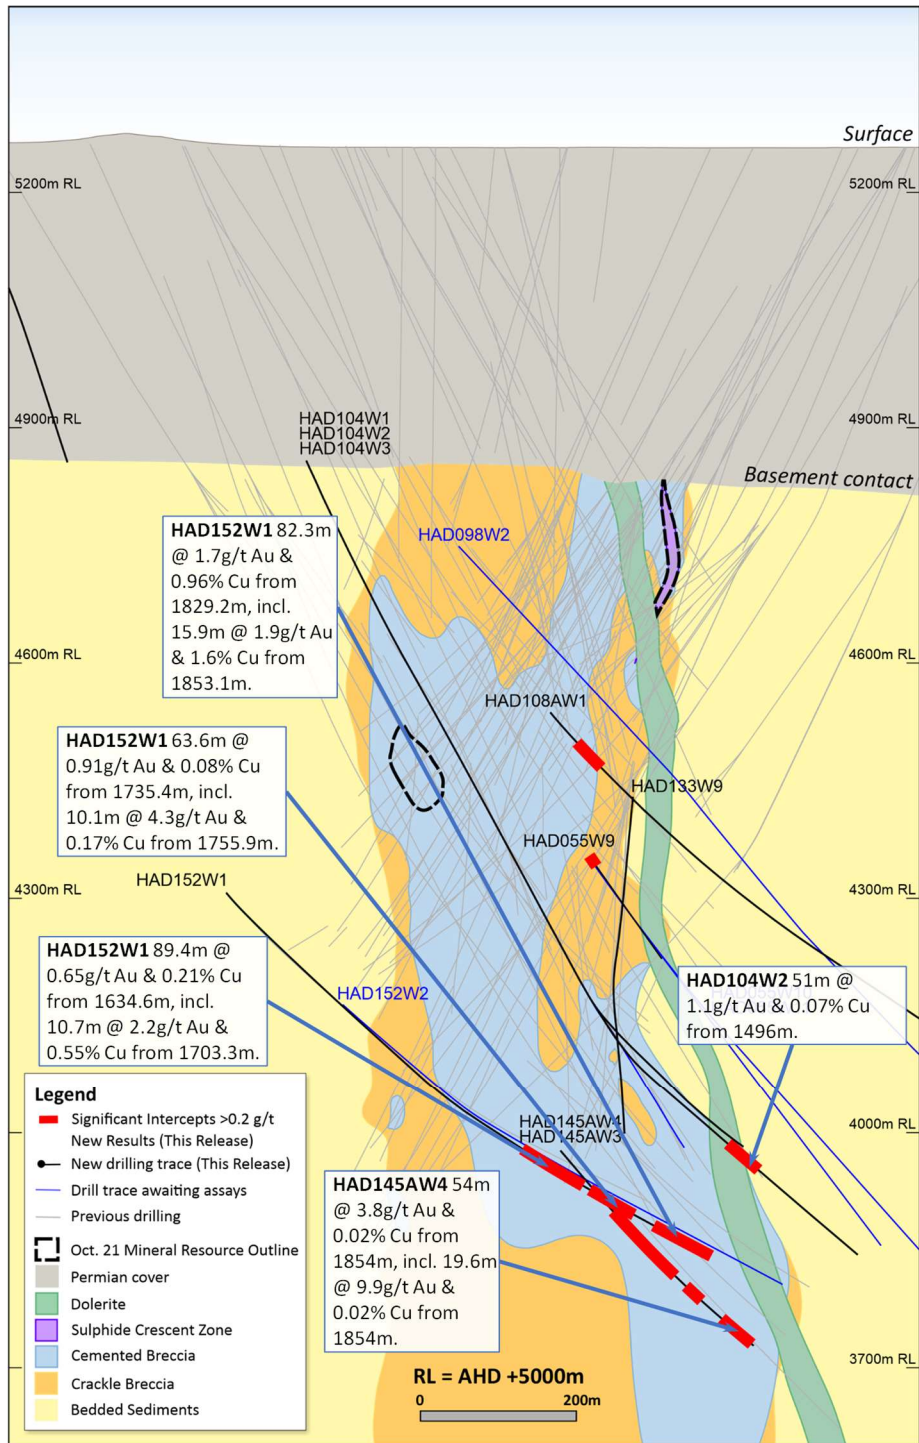 Surface
5200m RL
5200m RL
4900m RL
4900m RL
HAD104W1
HAD104W2
HAD104W3
Basement contact
HAD152W1 82.3m
@ 1.7g/t Au &
0.96% Cu from
1829.2m, incl.
15.9m @ 1.9g/t Au
& 1.6% Cu from
1853.1m.
HAD098W2
4600m RL
4600m RL
HAD108AW1
HAD152W1 63.6m @
0.91g/t Au & 0.08% Cu
from 1735.4m, incl.
10.1m @ 4.3g/t Au &
0.17% Cu from 1755.9m.
HAD133W9
HAD055W9
HAD152W1
4300m RL
4300m RL
HAD152W1 89.4m @
0.65g/t Au & 0.21% Cu
from 1634.6m, incl.
10.7m @ 2.2g/t Au &
0.55% Cu from 1703.3m.
HAD152W2
HAD104W2 51m @
1.1g/t Au & 0.07% Cu
from 1496m.
Legend
Significant Intercepts >0.2 g/t
New Results (This Release)
New drilling trace (This Release)
Drill trace awaiting assays
Previous drilling
Oct. 21 Mineral Resource Outline
Permian cover
Dolerite
Sulphide Crescent Zone
Cemented Breccia
Crackle Breccia
Bedded Sediments
4000m RL
HAD145AW4
HAD145AW3
HAD145AW4 54m
@ 3.8g/t Au &
0.02% Cu from
1854m, incl. 19.6m
@ 9.9g/t Au &
0.02% Cu from
1854m.
3700m RL
RL = AHD +5000m
0 200m